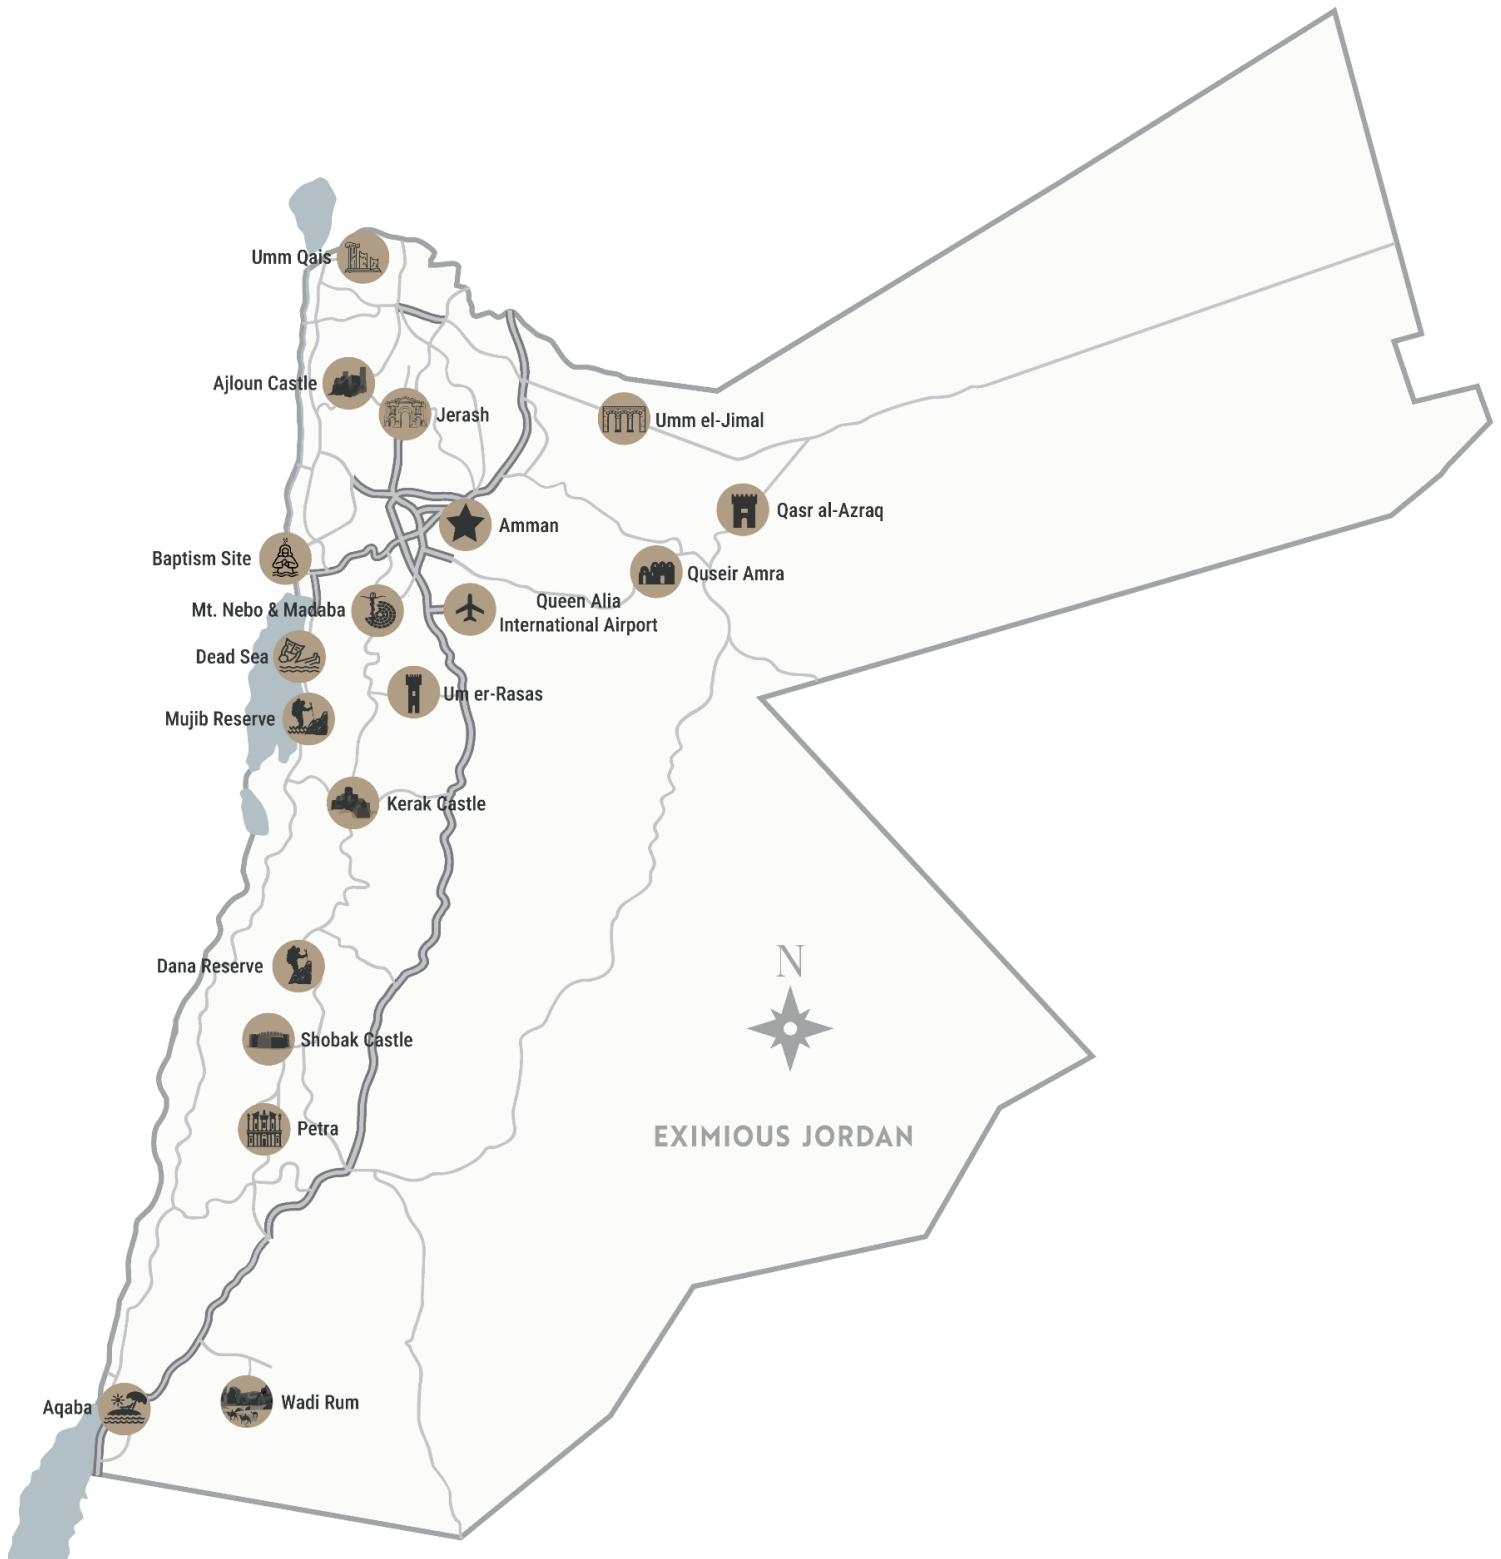 Umm Qais
Ajloun Castle
Jerash
Umm el-Jimal
Qasr al-Azraq
Amman
Baptism Site
Quseir Amra
Mt. Nebo & Madaba
Queen Alia
International Airport
Dead Sea
Um er-Rasas
Mujib Reserve
Kerak Castle
N
Dana Reserve
Shobak Castle
Petra
EXIMIOUS JORDAN
Aqaba
Wadi Rum